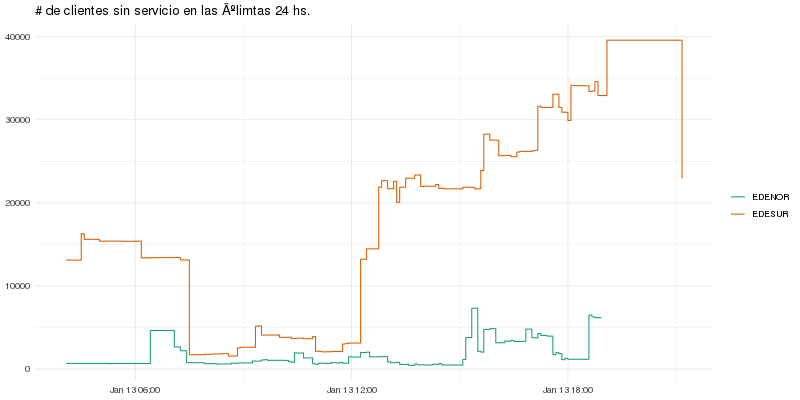 # de clientes sin servicio en las Ãºlimtas 24 hs.
40000
30000
20000
10000
0
Jan 13 06:00
Jan 13 12:00
Jan 13 18:00
EDENOR
EDESUR